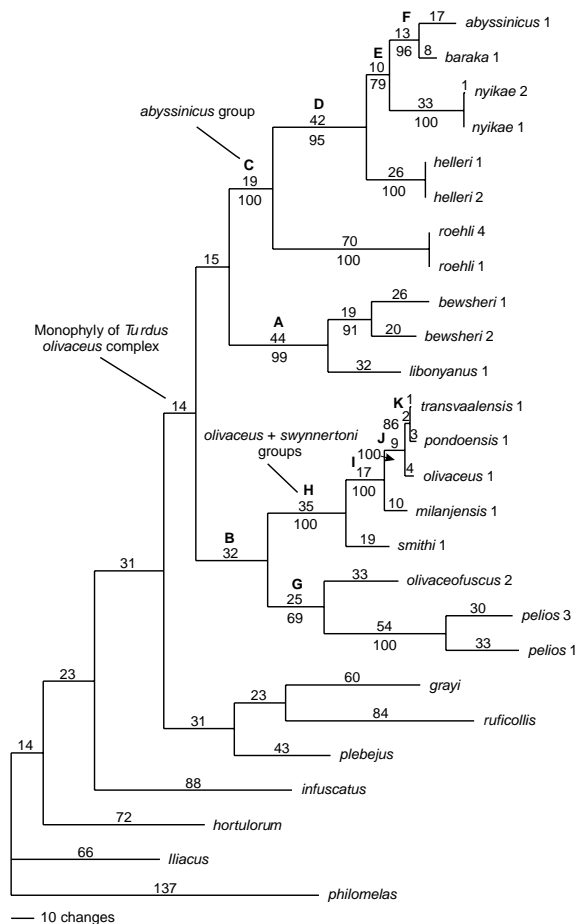 F
17
abyssinicus 1
13
96
8
baraka 1
E
10
79
1
nyikae 2
33
100
nyikae 1
D
42
95
abyssinicus group
helleri 1
26
100
helleri 2
C
19
100
roehli 4
70
100
roehli 1
15
26
bewsheri 1
19
91
A
44
99
20
bewsheri 2
32
libonyanus 1
Monophyly of Turdus
olivaceus complex
14
K
1
transvaalensis 1
2
86
3
pondoensis 1
J
9
100
4
olivaceus 1
olivaceus + swynnertoni
groups
I
17
100
10
milanjensis 1
H
35
100
19
smithi 1
B
32
33
olivaceofuscus 2
G
25
69
30
pelios 3
54
100
33
pelios 1
31
23
60
grayi
23
84
ruficollis
31
43
plebejus
14
88
infuscatus
72
hortulorum
66
Iliacus
137
philomelas
10 changes